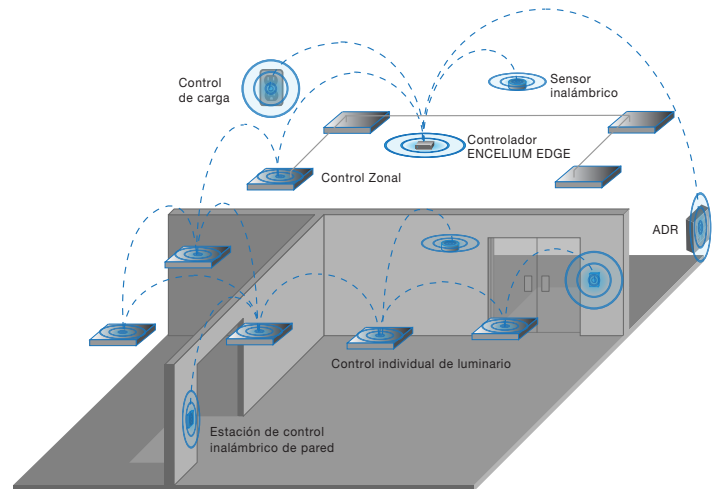 Control
de carga
Sensor
inalámbrico
Controlador
ENCELIUM EDGE
Control Zonal
ADR
Control individual de luminario
Estación de control
inalámbrico de pared